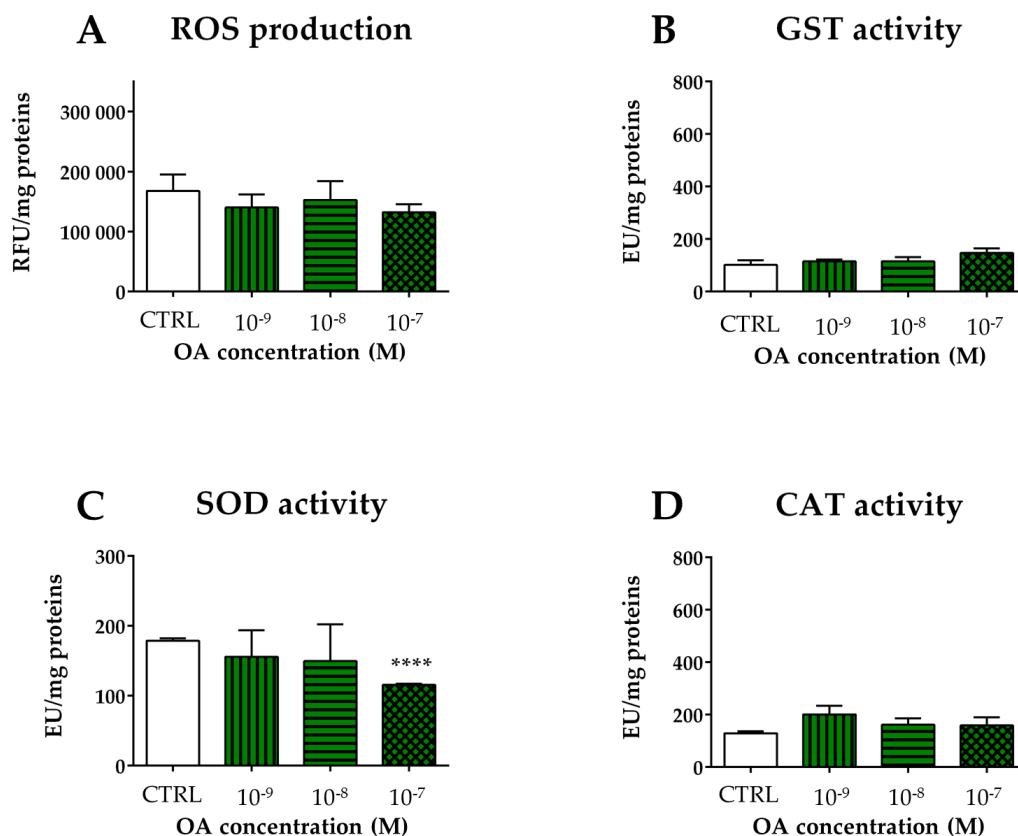 A ROS production
RFU/mg proteins
300 000
200 000
100 000
0
CTRL 10⁻⁹ 10⁻⁸ 10⁻⁷
OA concentration (M)
B GST activity
EU/mg proteins
800
600
400
200
0
CTRL 10⁻⁹ 10⁻⁸ 10⁻⁷
OA concentration (M)
C SOD activity
EU/mg proteins
300
200
100
0
****
CTRL 10⁻⁹ 10⁻⁸ 10⁻⁷
OA concentration (M)
D CAT activity
EU/mg proteins
800
600
400
200
0
CTRL 10⁻⁹ 10⁻⁸ 10⁻⁷
OA concentration (M)